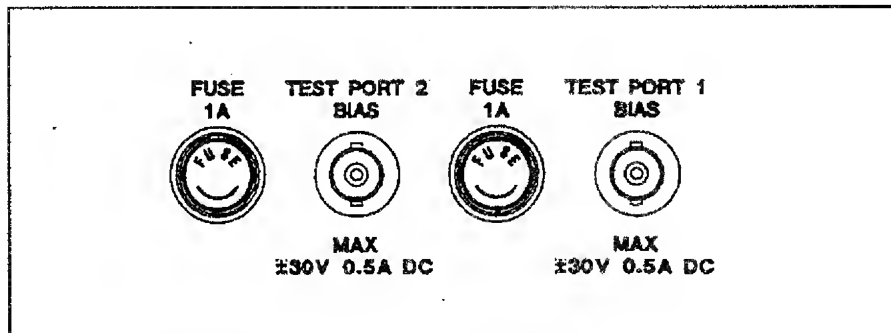 FUSE TEST PORT 2 FUSE TEST PORT 1
1A BIAS 1A BIAS
FUSE FUSE
MAX MAX
±30V 0.5A DC ±30V 0.5A DC